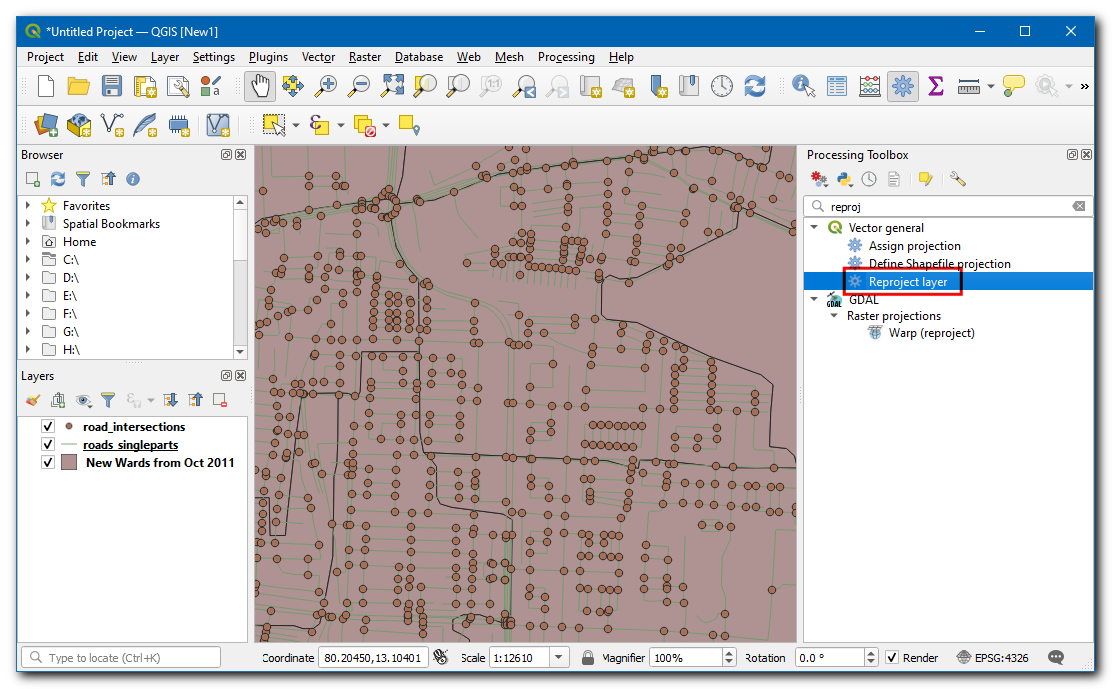 *Untitled Project — QGIS [New1]
Project Edit View Layer Settings Plugins Vector Raster Database Web Mesh Processing Help
1:1
a
»
Browser
Favorites
Spatial Bookmarks
Home
C:\
D:\
E:\
F:\
G:\
H:\
Layers
road_intersections
roads_singleparts
New Wards from Oct 2011
Processing Toolbox
reproj
Vector general
Assign projection
Define Shapefile projection
Reproject layer
GDAL
Raster projections
Warp (reproject)
Type to locate (Ctrl+K)
Coordinate 80.20450,13.10401 Scale 1:12610 Magnifier 100% Rotation 0.0 ° Render EPSG:4326